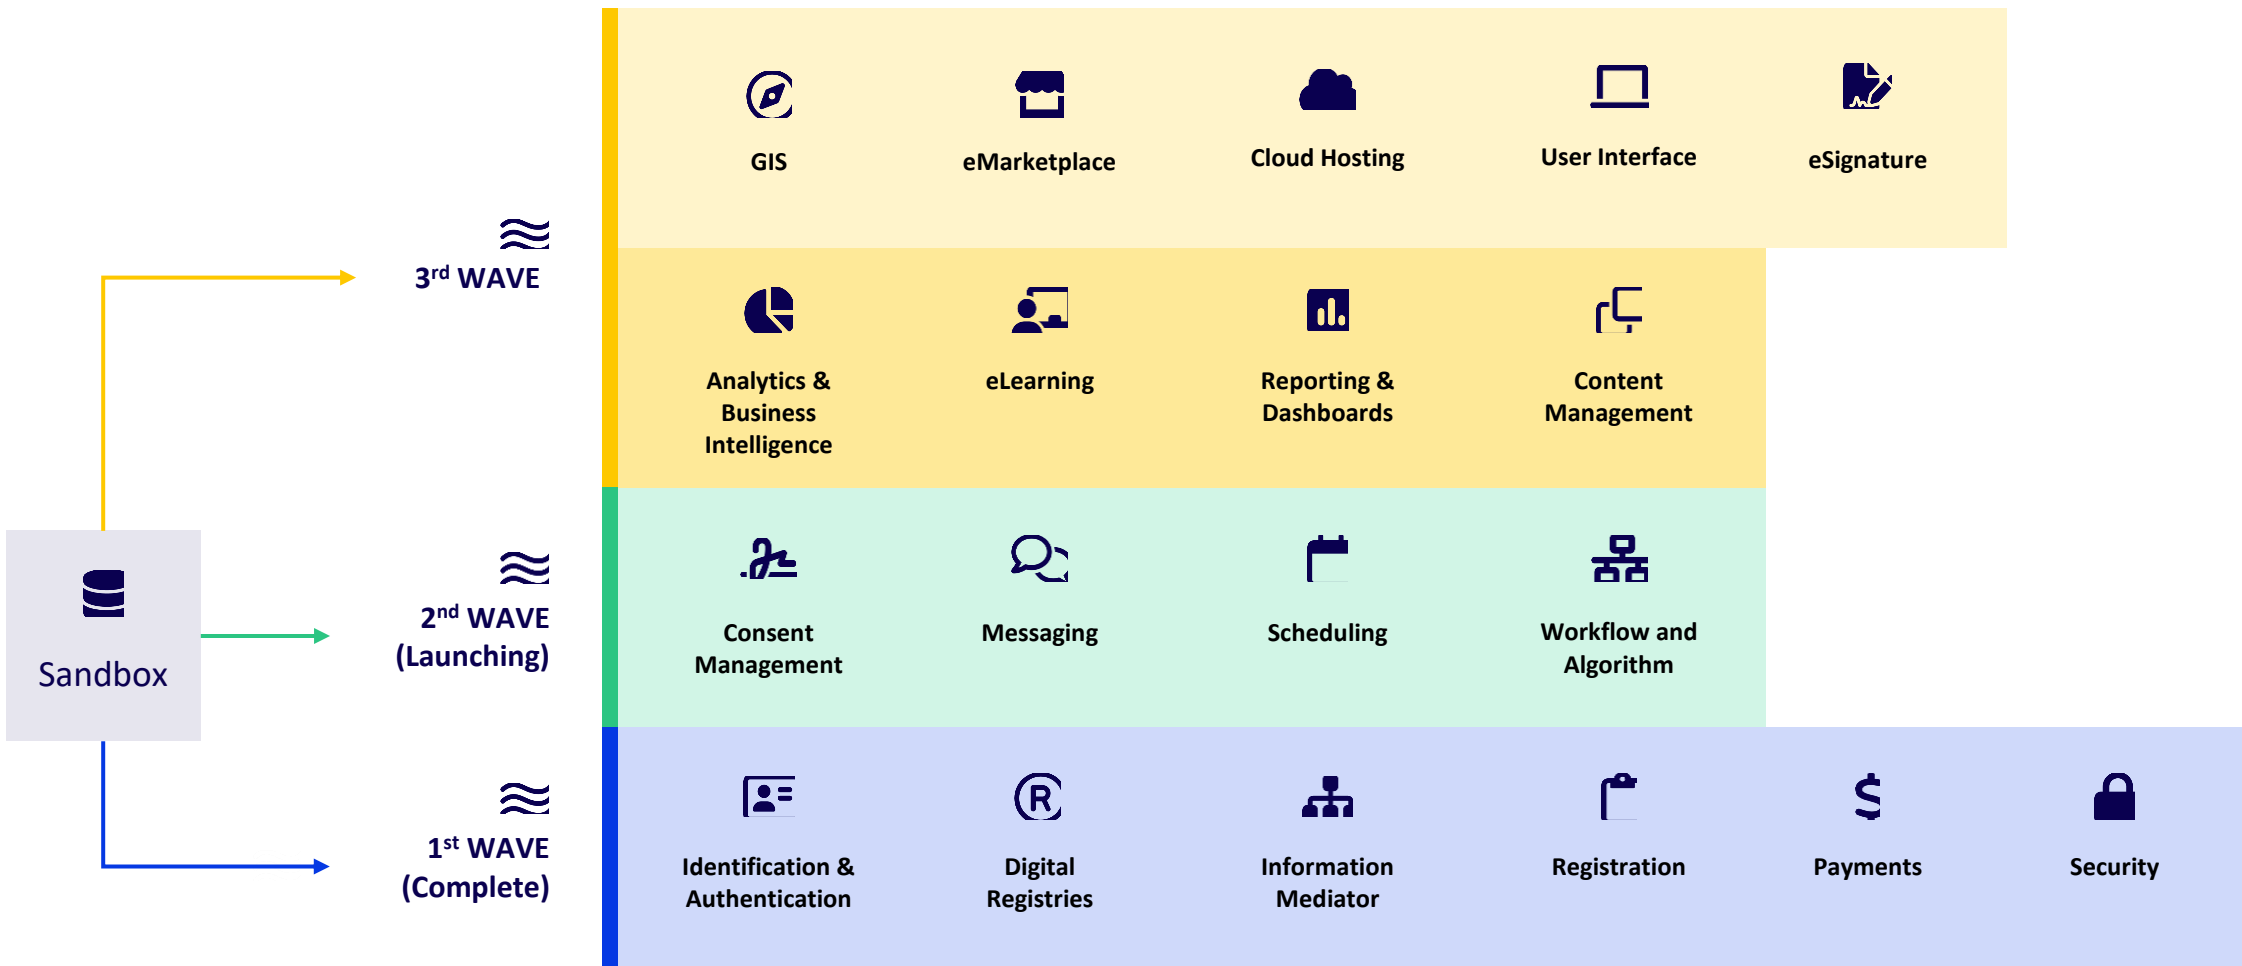 GIS
eMarketplace
Cloud Hosting
User Interface
eSignature
3rd WAVE
Analytics &
Business
Intelligence
eLearning
Reporting &
Dashboards
Content
Management
Sandbox
2nd WAVE
(Launching)
Consent
Management
Messaging
Scheduling
Workflow and
Algorithm
1st WAVE
(Complete)
Identification &
Authentication
Digital
Registries
Information
Mediator
Registration
Payments
Security